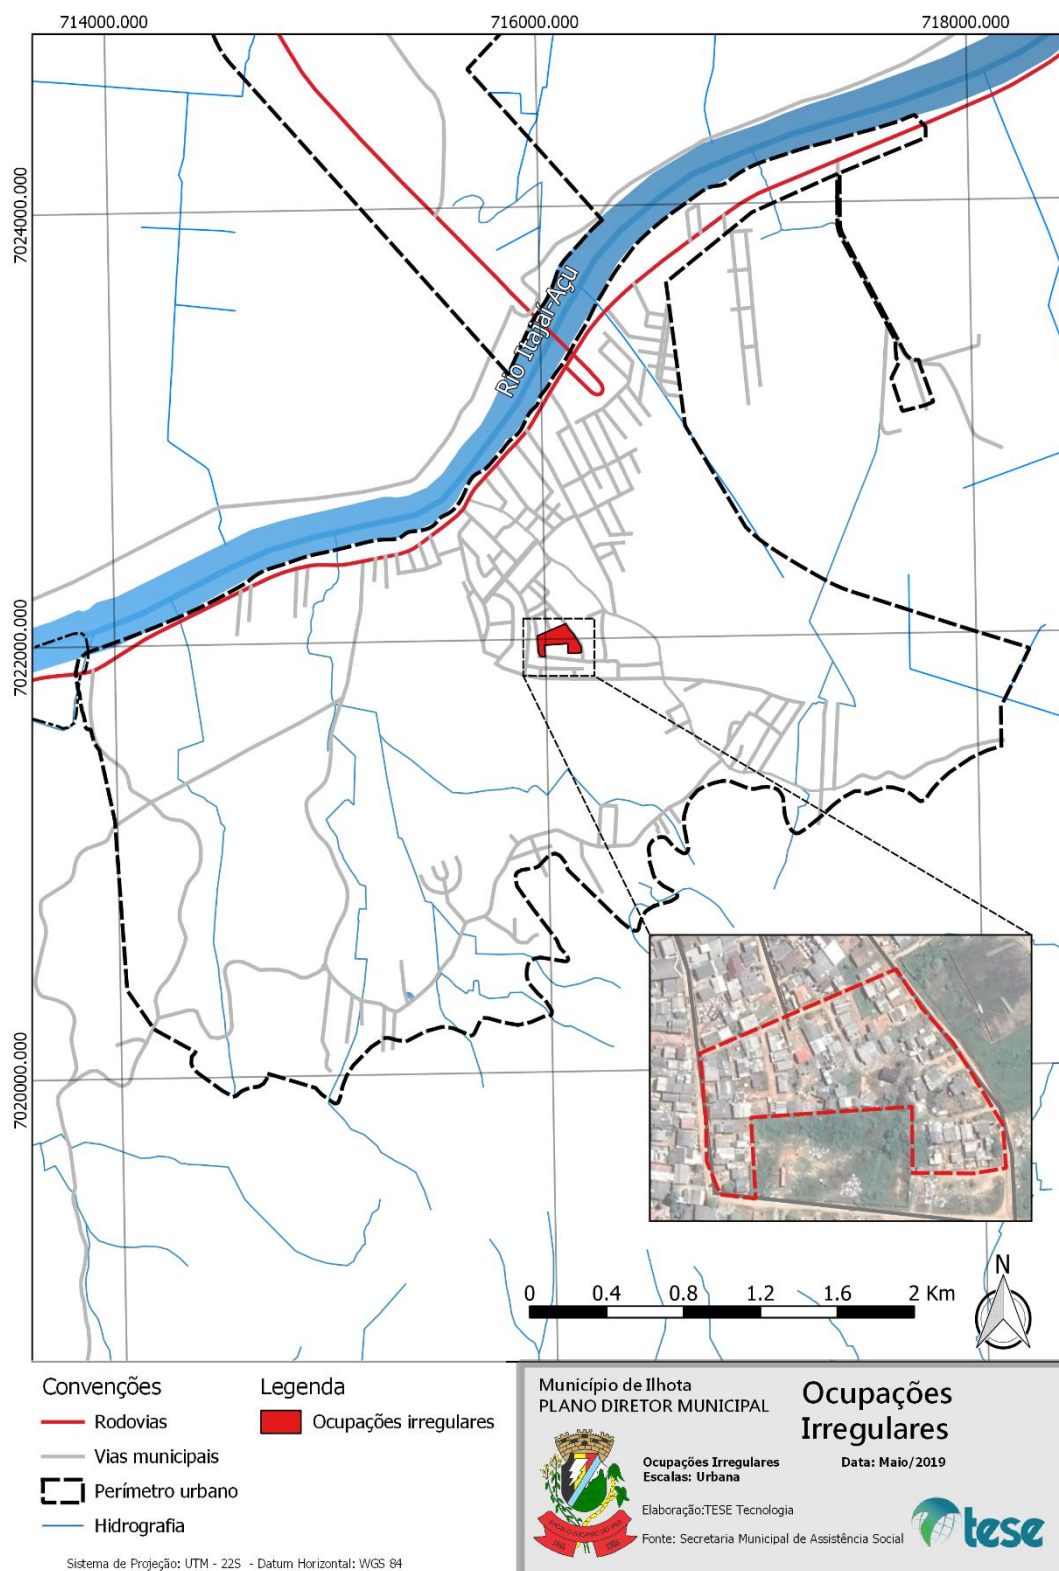 714000.000
716000.000
718000.000
7024000.000
7022000.000
7020000.000
Rio Itajaí-Açu
0 0.4 0.8 1.2 1.6 2 Km
N
Convenções
Rodovias
Vias municipais
Perímetro urbano
Hidrografia
Legenda
Ocupações irregulares
Sistema de Projeção: UTM - 22S - Datum Horizontal: WGS 84
Município de Ilhota
PLANO DIRETOR MUNICIPAL
Ocupações
Irregulares
Ocupações Irregulares
Escalas: Urbana
Data: Maio/2019
Elaboração:TESE Tecnologia
Fonte: Secretaria Municipal de Assistência Social
tese